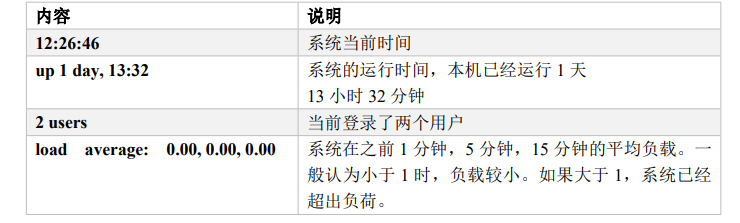 内容 说明
12:26:46 系统当前时间
up 1 day, 13:32 系统的运行时间，本机已经运行 1 天
13 小时 32 分钟
2 users 当前登录了两个用户
load average: 0.00, 0.00, 0.00 系统在之前 1 分钟，5 分钟，15 分钟的平均负载。一
般认为小于 1 时，负载较小。如果大于 1，系统已经
超出负荷。